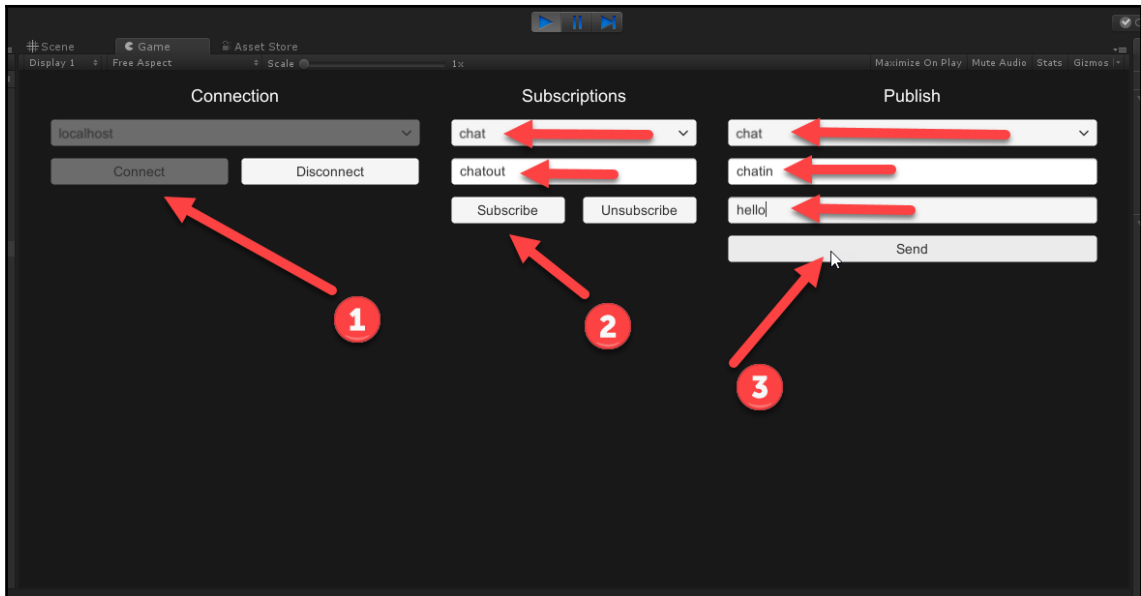 Scene Game Asset Store
Display 1 Free Aspect Scale 1x Maximize On Play Mute Audio Stats Gizmos
Connection Subscriptions Publish
localhost chat chat
Connect Disconnect chatout chatin
Subscribe Unsubscribe hello
Send
1
2
3